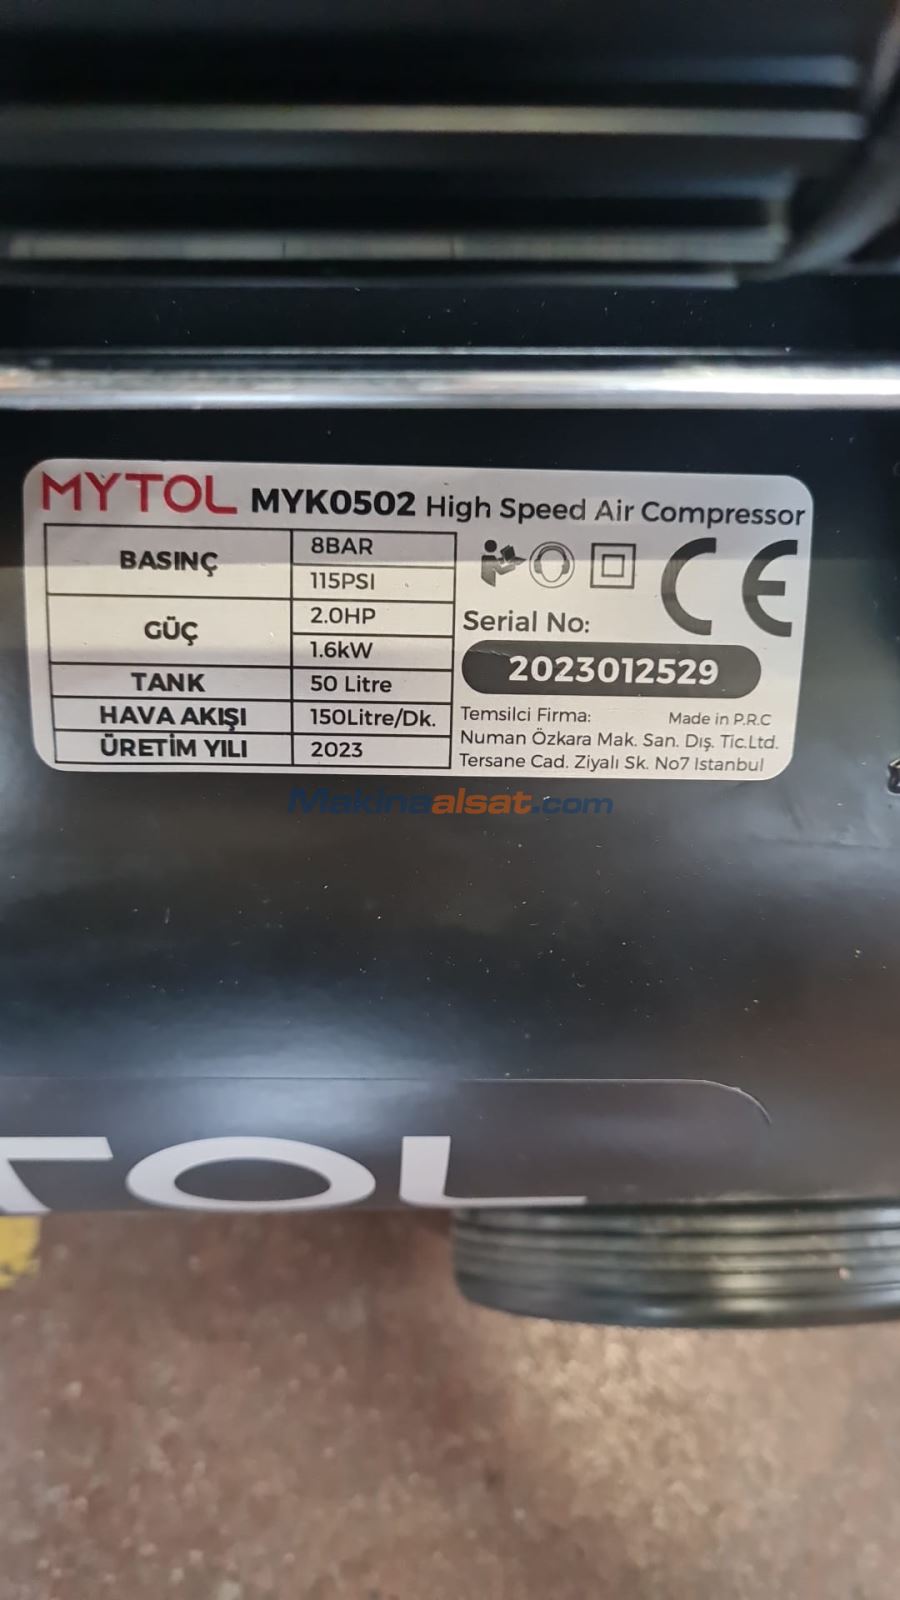 MYTOL MYK0502 High Speed Air Compressor
BASINÇ 8BAR
115PSI
GÜÇ 2.0HP
1.6kW
TANK 50 Litre
HAVA AKIŞI 150Litre/Dk.
ÜRETİM YILI 2023
CE
Serial No:
2023012529
Temsilci Firma: Made in P.R.C
Numan Özkara Mak. San. Dış. Tic.Ltd.
Tersane Cad. Ziyalı Sk. No7 Istanbul
Makinaalsat.com
TOL